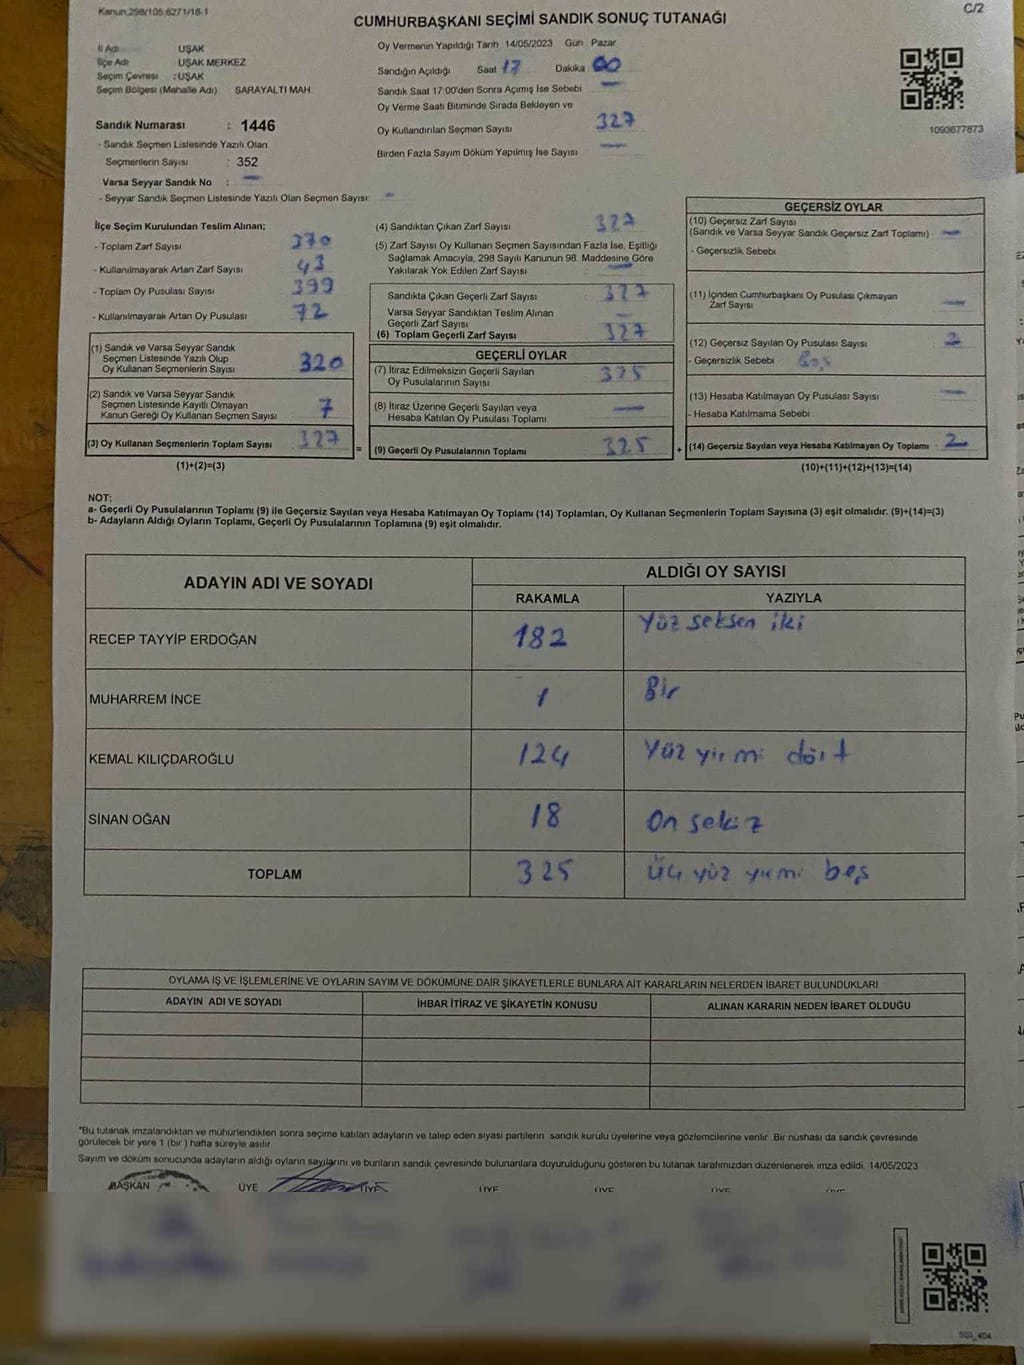 Kanun,298/105,6271/18-1
C/2
CUMHURBAŞKANI SEÇİMİ SANDIK SONUÇ TUTANAĞI
İl Adı : UŞAK
İlçe Adı UŞAK MERKEZ
Seçim Çevresi : UŞAK
Seçim Bölgesi (Mahalle Adı) SARAYALTI MAH
Sandık Numarası : 1446
- Sandık Seçmen Listesinde Yazılı Olan
Seçmenlerin Sayısı : 352
Varsa Seyyar Sandık No : —
- Seyyar Sandık Seçmen Listesinde Yazılı Olan Seçmen Sayısı: —
Oy Vermenin Yapıldığı Tarih 14/05/2023 Gün Pazar
Sandığın Açıldığı Saat 17 Dakika 00
Sandık Saat 17:00'den Sonra Açımış İse Sebebi —
Oy Verme Saati Bitiminde Sırada Bekleyen ve
Oy Kullandırılan Seçmen Sayısı 327
Birden Fazla Sayım Döküm Yapılmış İse Sayısı —
1093677873
İlçe Seçim Kurulundan Teslim Alınan;
- Toplam Zarf Sayısı 370
- Kullanılmayarak Artan Zarf Sayısı 43
- Toplam Oy Pusulası Sayısı 399
- Kullanılmayarak Artan Oy Pusulası 72
(1) Sandık ve Varsa Seyyar Sandık
Seçmen Listesinde Yazılı Olup
Oy Kullanan Seçmenlerin Sayısı 320
(2) Sandık ve Varsa Seyyar Sandık
Seçmen Listesinde Kayıtlı Olmayan
Kanun Gereği Oy Kullanan Seçmen Sayısı 7
(3) Oy Kullanan Seçmenlerin Toplam Sayısı 327
(1)+(2)=(3)
=
(4) Sandıktan Çıkan Zarf Sayısı 327
(5) Zarf Sayısı Oy Kullanan Seçmen Sayısından Fazla İse, Eşitliği
Sağlamak Amacıyla, 298 Sayılı Kanunun 98. Maddesine Göre
Yakılarak Yok Edilen Zarf Sayısı —
Sandıkta Çıkan Geçerli Zarf Sayısı 327
Varsa Seyyar Sandıktan Teslim Alınan
Geçerli Zarf Sayısı —
(6) Toplam Geçerli Zarf Sayısı 327
GEÇERLİ OYLAR
(7) İtiraz Edilmeksizin Geçerli Sayılan
Oy Pusulalarının Sayısı 325
(8) İtiraz Üzerine Geçerli Sayılan veya
Hesaba Katılan Oy Pusulası Toplamı —
(9) Geçerli Oy Pusulalarının Toplamı 325
+
GEÇERSİZ OYLAR
(10) Geçersiz Zarf Sayısı
(Sandık ve Varsa Seyyar Sandık Geçersiz Zarf Toplamı) —
- Geçersizlik Sebebi
(11) İçinden Cumhurbaşkanı Oy Pusulası Çıkmayan
Zarf Sayısı —
(12) Geçersiz Sayılan Oy Pusulası Sayısı 2
- Geçersizlik Sebebi Boş
(13) Hesaba Katılmayan Oy Pusulası Sayısı —
- Hesaba Katılmama Sebebi
(14) Geçersiz Sayılan veya Hesaba Katılmayan Oy Toplamı 2
(10)+(11)+(12)+(13)=(14)
NOT:
a- Geçerli Oy Pusulalarının Toplamı (9) ile Geçersiz Sayılan veya Hesaba Katılmayan Oy Toplamı (14) Toplamları, Oy Kullanan Seçmenlerin Toplam Sayısına (3) eşit olmalıdır. (9)+(14)=(3)
b- Adayların Aldığı Oyların Toplamı, Geçerli Oy Pusulalarının Toplamına (9) eşit olmalıdır.
ADAYIN ADI VE SOYADI
ALDIĞI OY SAYISI
RAKAMLA YAZIYLA
RECEP TAYYİP ERDOĞAN 182 Yüz seksen iki
MUHARREM İNCE 1 Bir
KEMAL KILIÇDAROĞLU 124 Yüz yirmi dört
SİNAN OĞAN 18 On sekiz
TOPLAM 325 Üç yüz yirmi beş
OYLAMA İŞ VE İŞLEMLERİNE VE OYLARIN SAYIM VE DÖKÜMÜNE DAİR ŞİKAYETLERLE BUNLARA AİT KARARLARIN NELERDEN İBARET BULUNDUKLARI
ADAYIN ADI VE SOYADI İHBAR İTİRAZ VE ŞİKAYETİN KONUSU ALINAN KARARIN NEDEN İBARET OLDUĞU
*Bu tutanak imzalandıktan ve mühürlendikten sonra seçime katılan adayların ve talep eden siyasi partilerin sandık kurulu üyelerine veya gözlemcilerine verilir. Bir nüshası da sandık çevresinde
görülecek bir yere 1 (bir) hafta süreyle asılır
Sayım ve döküm sonucunda adayların aldığı oyların sayılarını ve bunların sandık çevresinde bulunanlara duyurulduğunu gösteren bu tutanak tarafımızdan düzenlenerek imza edildi. 14/05/2023
BAŞKAN ÜYE ÜYE ÜYE ÜYE ÜYE ÜYE
SSI_404